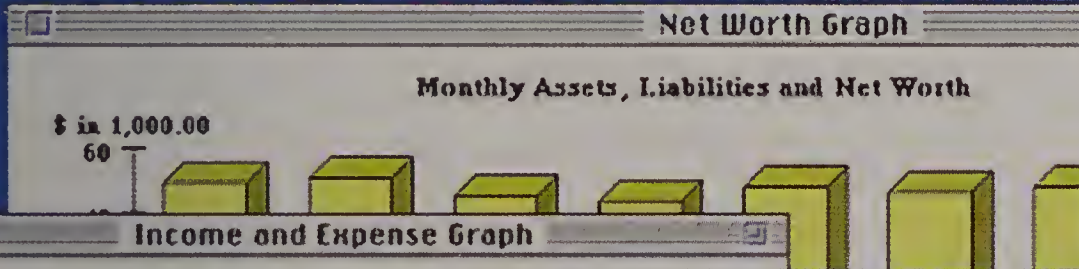 Net Worth Graph
Monthly Assets, Liabilities and Net Worth
$ in 1,000.00
60
Income and Expense Graph